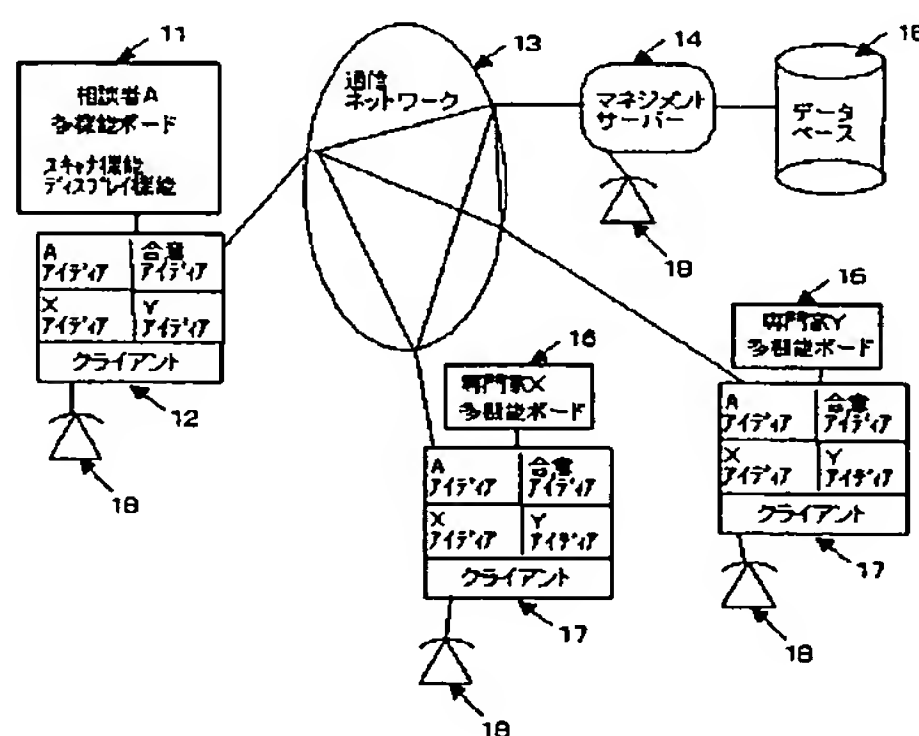 11
相談者A
多機能ボード
スキャナ機能
ディスプレイ機能
A
アイディア
合意
アイディア
X
アイディア
Y
アイディア
クライアント
12
18
13
通信
ネットワーク
14
マネジメント
サーバー
18
データ
ベース
16
専門家X
多機能ボード
A
アイディア
合意
アイディア
X
アイディア
Y
アイディア
クライアント
17
18
16
専門家Y
多機能ボード
A
アイディア
合意
アイディア
X
アイディア
Y
アイディア
クライアント
17
18